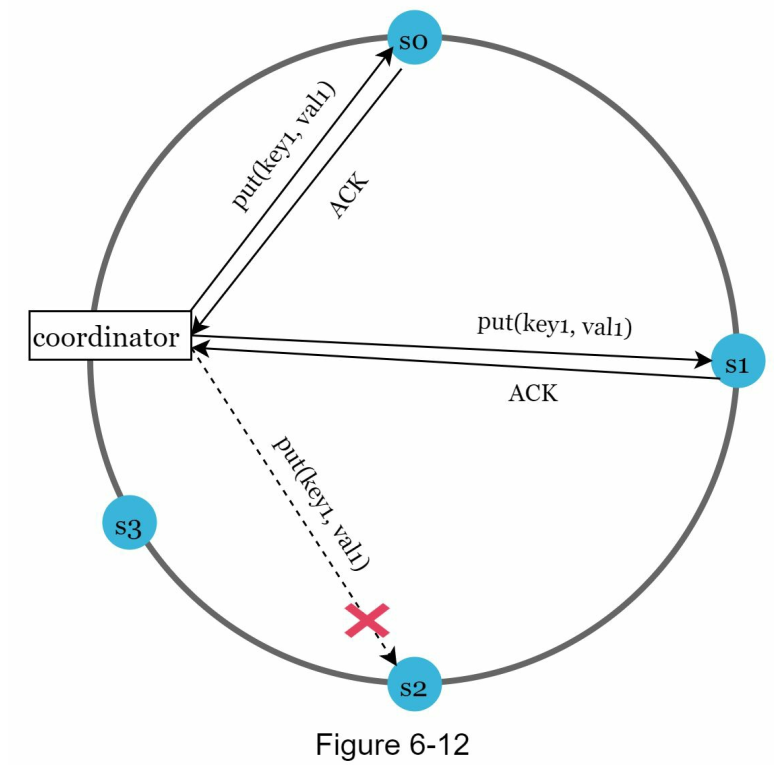 s0
put(key1, val1)
ACK
coordinator
put(key1, val1)
s1
ACK
put(key1, val1)
s3
s2
Figure 6-12